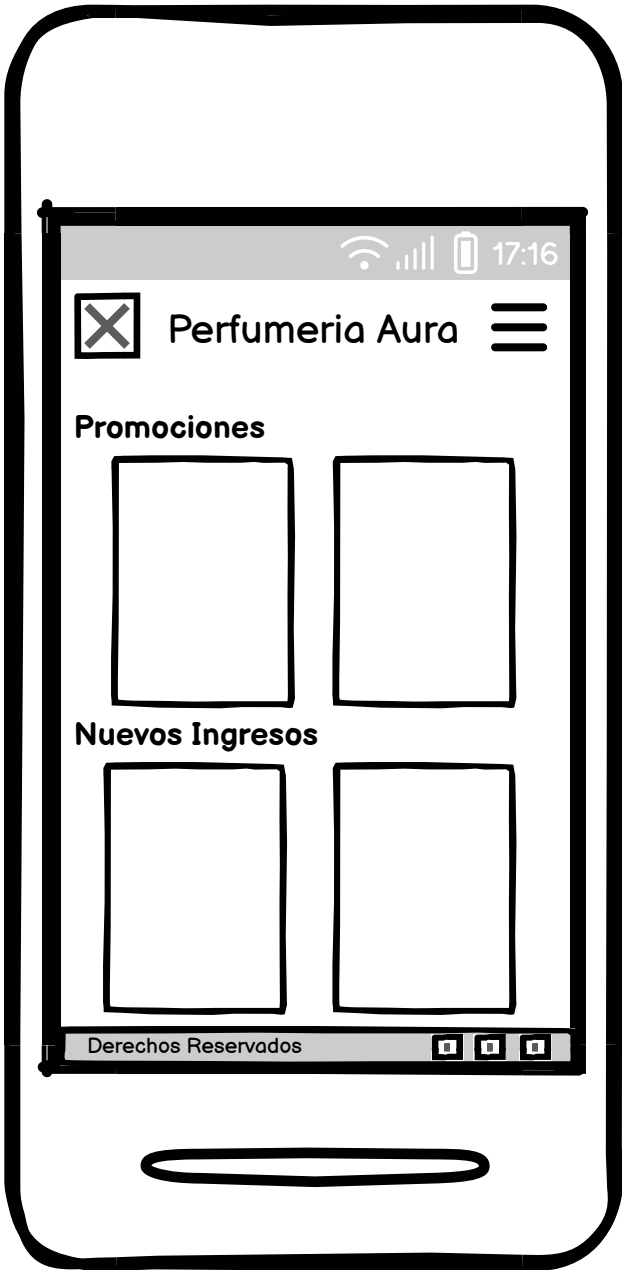 17:16
Perfumeria Aura
Promociones
Nuevos Ingresos
Derechos Reservados